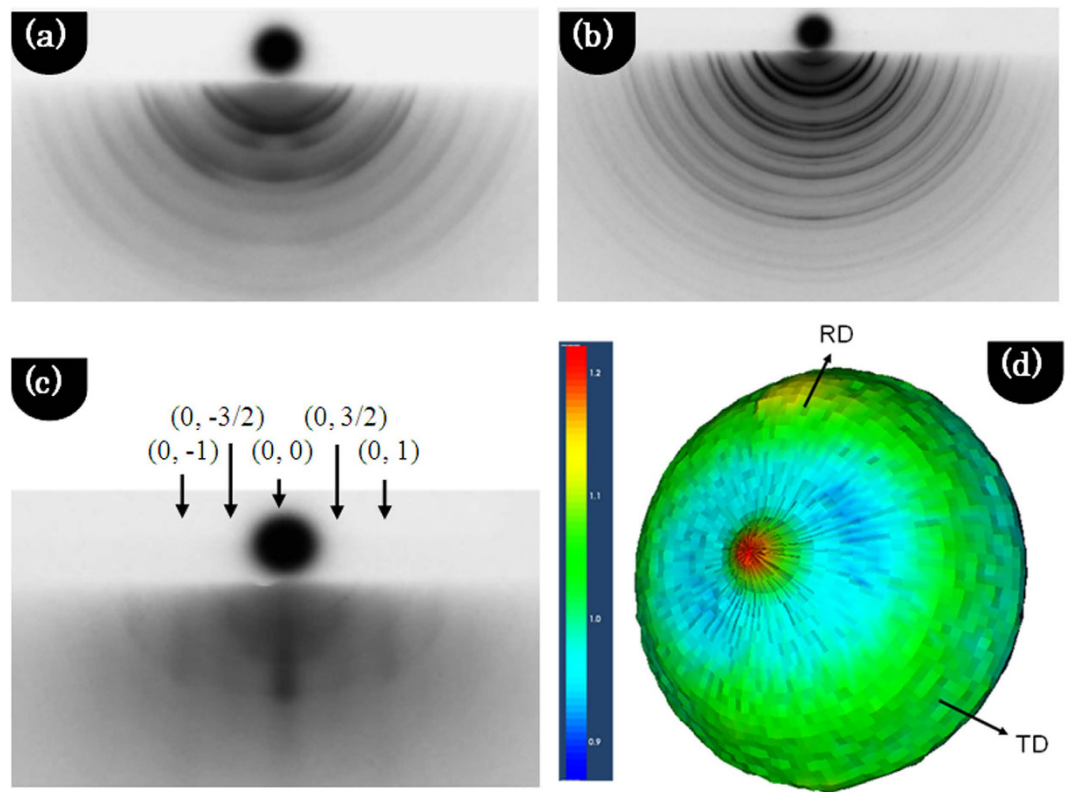 (a)
(b)
(c)
(0, -3/2) (0, 3/2)
(0, -1) (0, 0) (0, 1)
(d)
RD
1.2
1.1
1.0
0.9
TD